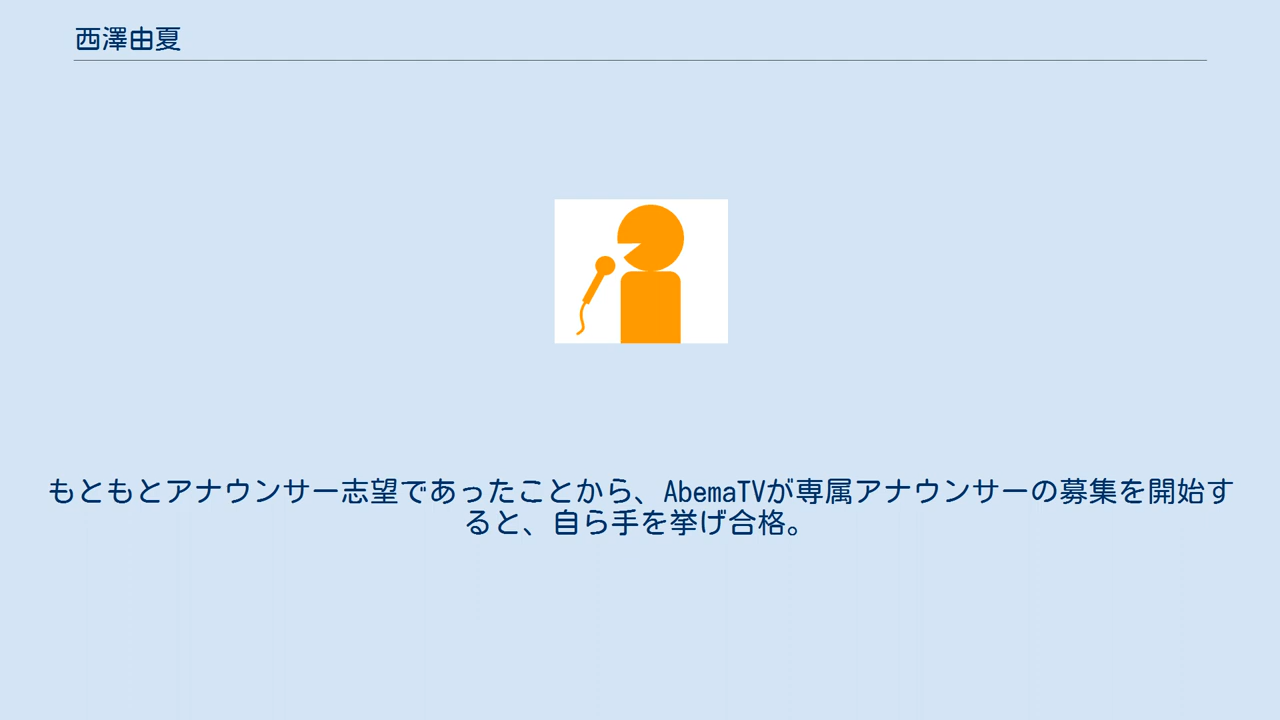 西澤由夏
もともとアナウンサー志望であったことから、AbemaTVが専属アナウンサーの募集を開始す
ると、自ら手を挙げ合格。